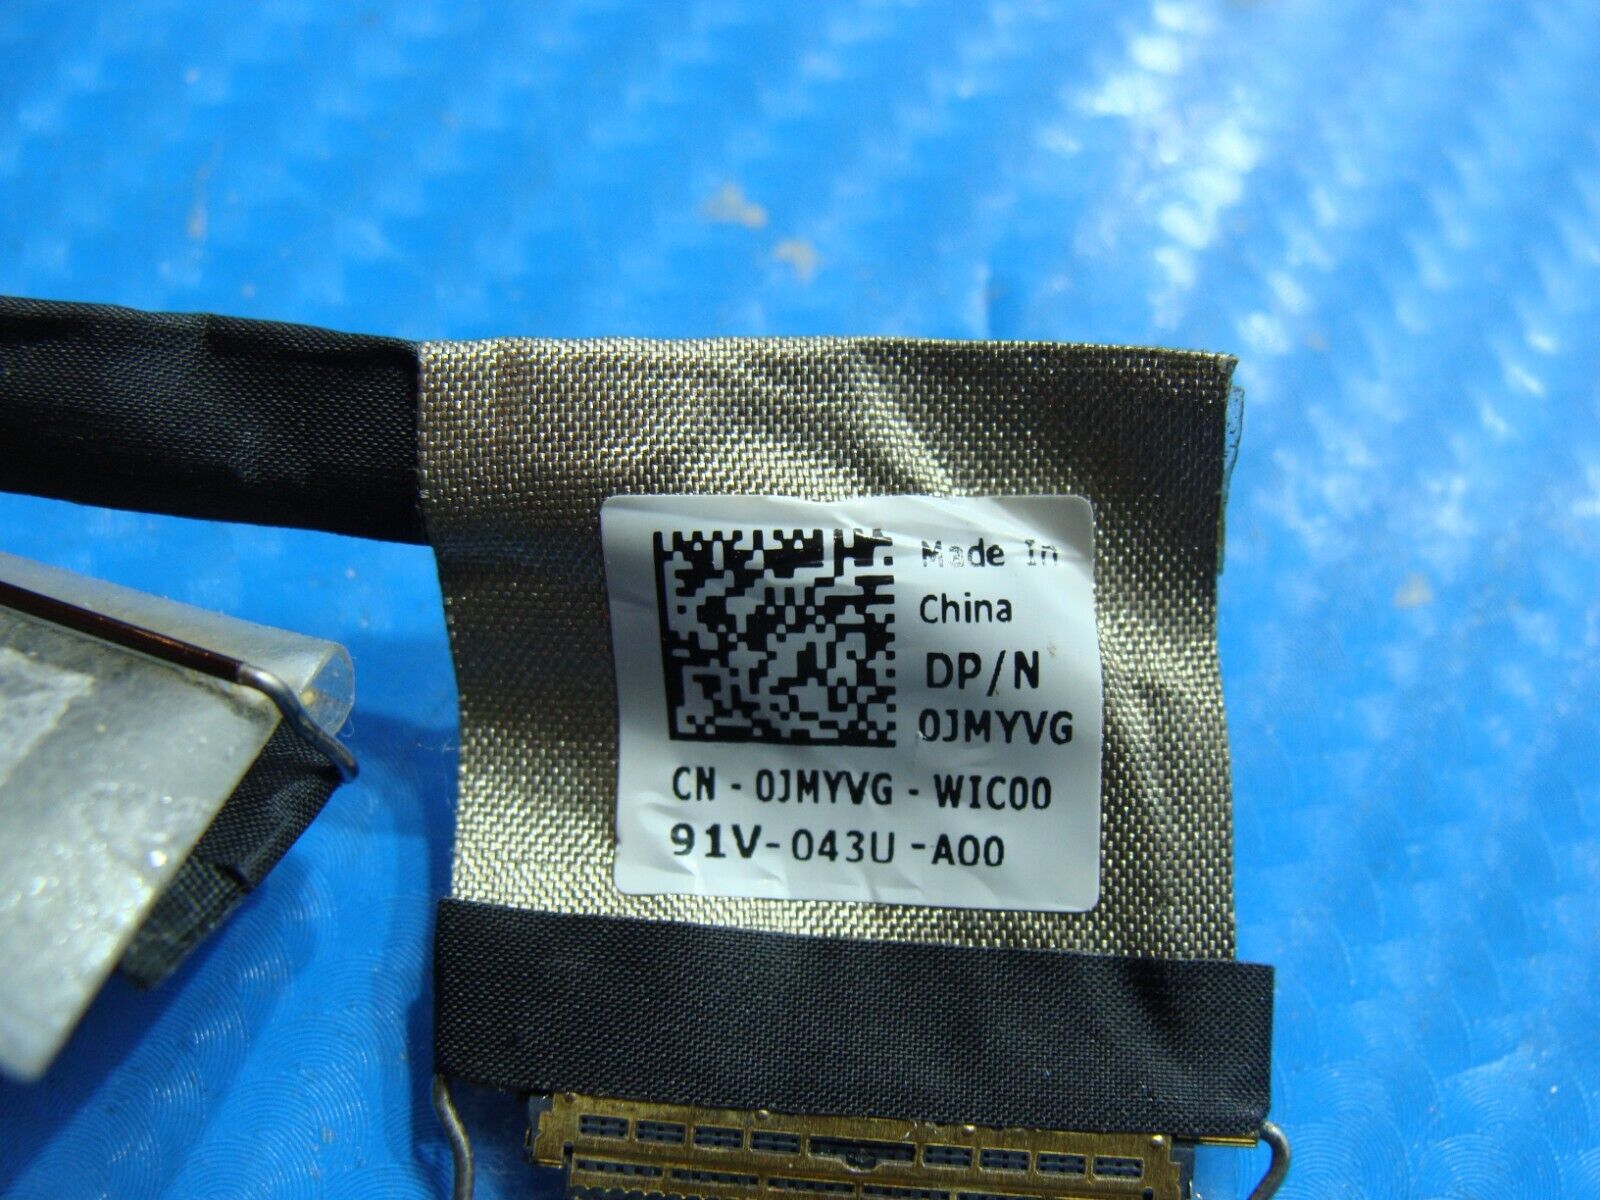 Made In
China
DP/N
0JMYVG
CN - 0JMYVG - WIC00
91V-043U-A00